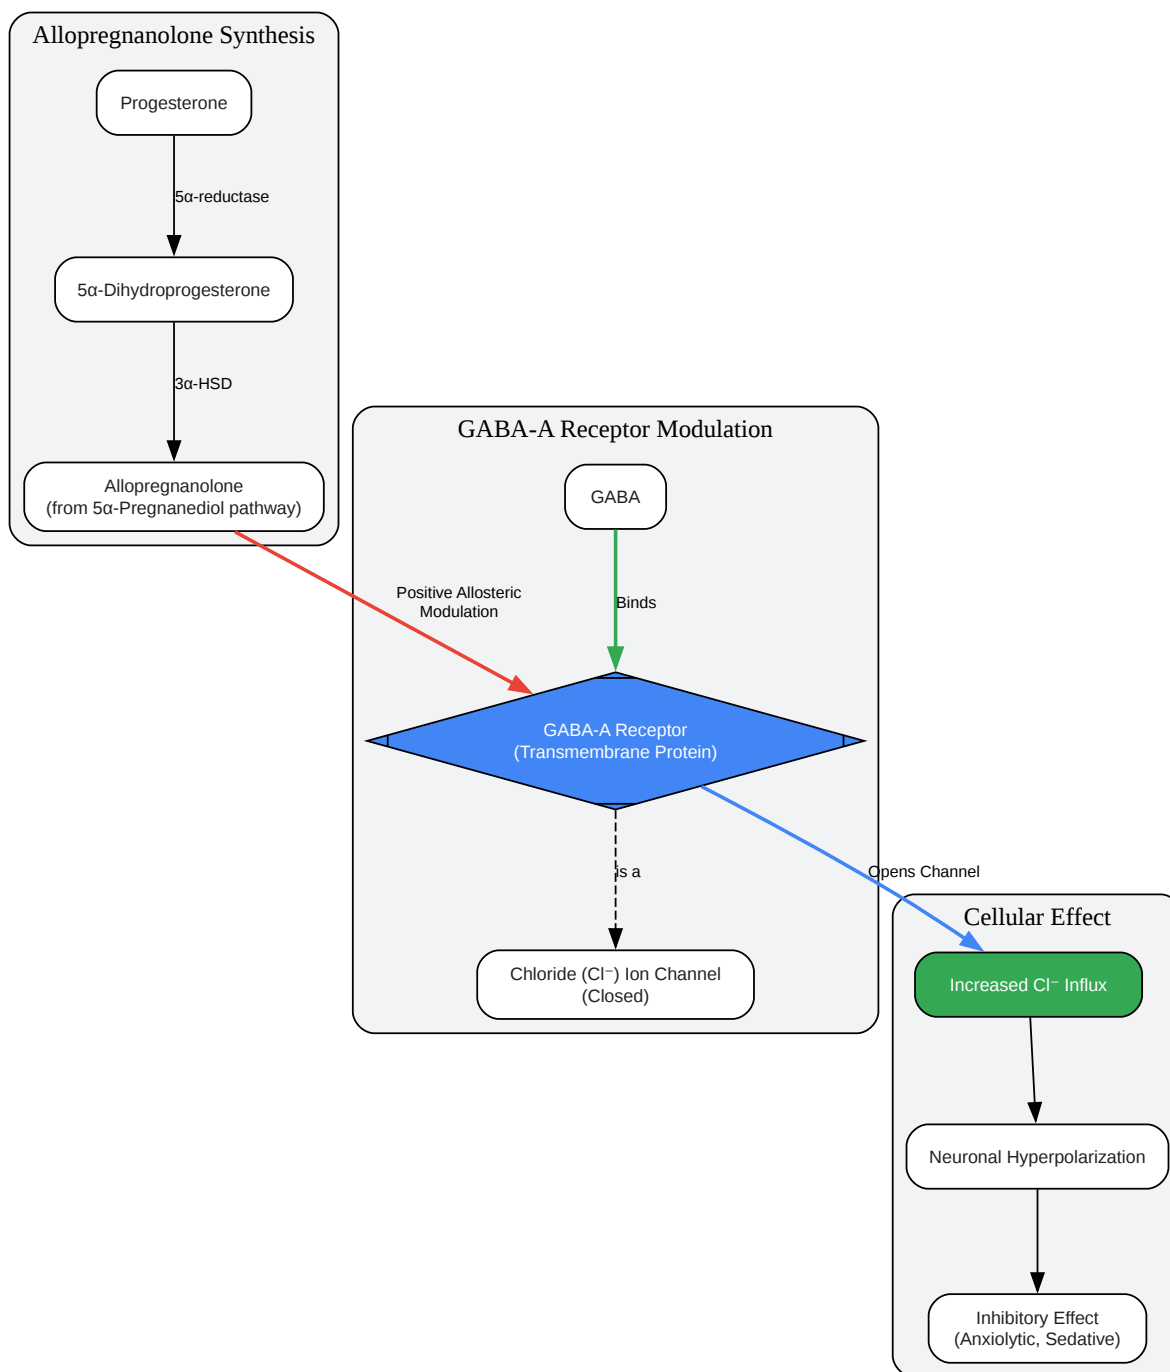 Allopregnanolone Synthesis
Progesterone
5α-reductase
5α-Dihydroprogesterone
3α-HSD
Allopregnanolone
(from 5α-Pregnanediol pathway)
GABA-A Receptor Modulation
GABA
Positive Allosteric
Modulation
Binds
GABA-A Receptor
(Transmembrane Protein)
is a
Opens Channel
Chloride (Cl⁻) Ion Channel
(Closed)
Cellular Effect
Increased Cl⁻ Influx
Neuronal Hyperpolarization
Inhibitory Effect
(Anxiolytic, Sedative)